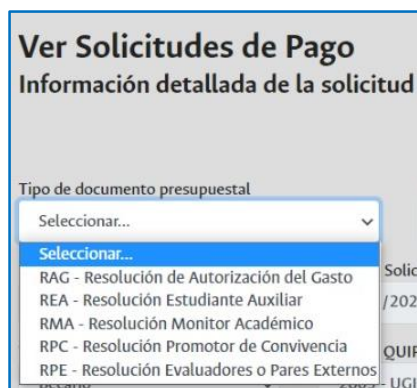 Ver Solicitudes de Pago
Información detallada de la solicitud
Tipo de documento presupuestal
Seleccionar...
Seleccionar...
RAG - Resolución de Autorización del Gasto
REA - Resolución Estudiante Auxiliar
RMA - Resolución Monitor Académico
RPC - Resolución Promotor de Convivencia
RPE - Resolución Evaluadores o Pares Externos